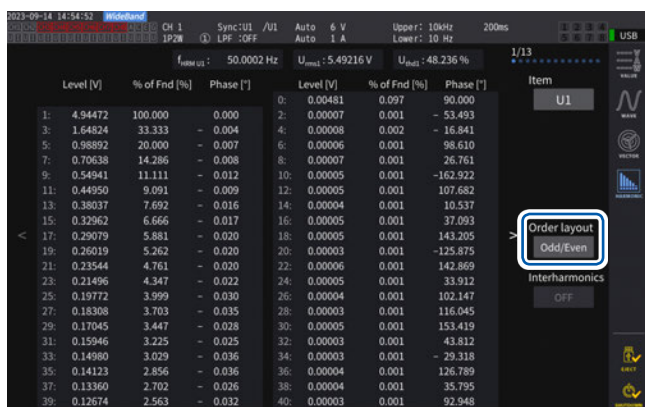 2023-09-14 14:54:52 WideBand
CH 1 Sync:U1 /U1 Auto 6 V Upper: 10kHz 200ms
1P2W ① LPF :OFF Auto 1 A Lower: 10 Hz
USB
fHRM U1 : 50.0002 Hz Urms1 : 5.49216 V Uthd1 : 48.236 % 1/13
Level [V] % of Fnd [%] Phase [°] Level [V] % of Fnd [%] Phase [°] Item
0: 0.00481 0.097 90.000 U1
1: 4.94472 100.000 0.000 2: 0.00007 0.001 - 53.493
3: 1.64824 33.333 - 0.004 4: 0.00008 0.002 - 16.841
5: 0.98892 20.000 - 0.007 6: 0.00006 0.001 98.610
7: 0.70638 14.286 - 0.008 8: 0.00007 0.001 26.761
9: 0.54941 11.111 - 0.012 10: 0.00005 0.001 -162.922
11: 0.44950 9.091 - 0.009 12: 0.00005 0.001 107.682
13: 0.38037 7.692 - 0.016 14: 0.00004 0.001 10.537
15: 0.32962 6.666 - 0.017 16: 0.00005 0.001 37.093
< 17: 0.29079 5.881 - 0.020 18: 0.00005 0.001 143.205 >
Order layout
19: 0.26019 5.262 - 0.020 20: 0.00003 0.001 -125.875
Odd/Even
21: 0.23544 4.761 - 0.020 22: 0.00006 0.001 142.869
23: 0.21496 4.347 - 0.022 24: 0.00005 0.001 33.912
Interharmonics
25: 0.19772 3.999 - 0.030 26: 0.00004 0.001 102.147
OFF
27: 0.18308 3.703 - 0.035 28: 0.00003 0.001 116.045
29: 0.17045 3.447 - 0.028 30: 0.00005 0.001 153.419
31: 0.15946 3.225 - 0.025 32: 0.00003 0.001 43.812
33: 0.14980 3.029 - 0.036 34: 0.00003 0.001 - 29.318
35: 0.14123 2.856 - 0.036 36: 0.00004 0.001 126.789
37: 0.13360 2.702 - 0.026 38: 0.00005 0.001 35.795
39: 0.12674 2.563 - 0.032 40: 0.00003 0.001 92.948
VALUE
WAVE
VECTOR
HARMONIC
EJECT